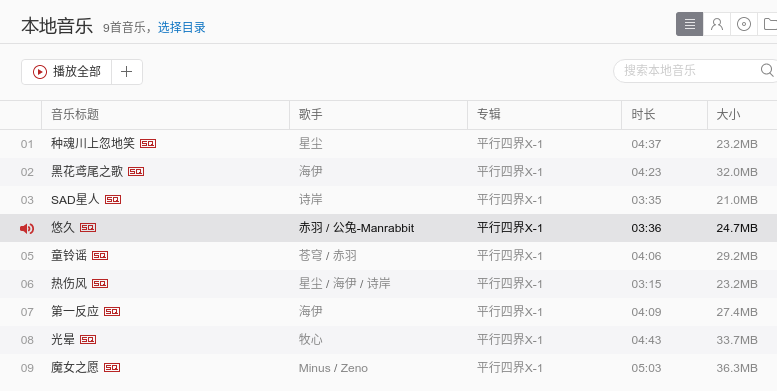 本地音乐 9首音乐，选择目录
播放全部 搜索本地音乐
音乐标题 歌手 专辑 时长 大小
01 种魂川上忽地笑 SQ 星尘 平行四界X-1 04:37 23.2MB
02 黑花鸢尾之歌 SQ 海伊 平行四界X-1 04:23 32.0MB
03 SAD星人 SQ 诗岸 平行四界X-1 03:35 21.0MB
悠久 SQ 赤羽 / 公兔-Manrabbit 平行四界X-1 03:36 24.7MB
05 童铃谣 SQ 苍穹 / 赤羽 平行四界X-1 04:06 29.2MB
06 热伤风 SQ 星尘 / 海伊 / 诗岸 平行四界X-1 03:15 23.2MB
07 第一反应 SQ 海伊 平行四界X-1 04:09 27.4MB
08 光晕 SQ 牧心 平行四界X-1 04:43 33.7MB
09 魔女之愿 SQ Minus / Zeno 平行四界X-1 05:03 36.3MB